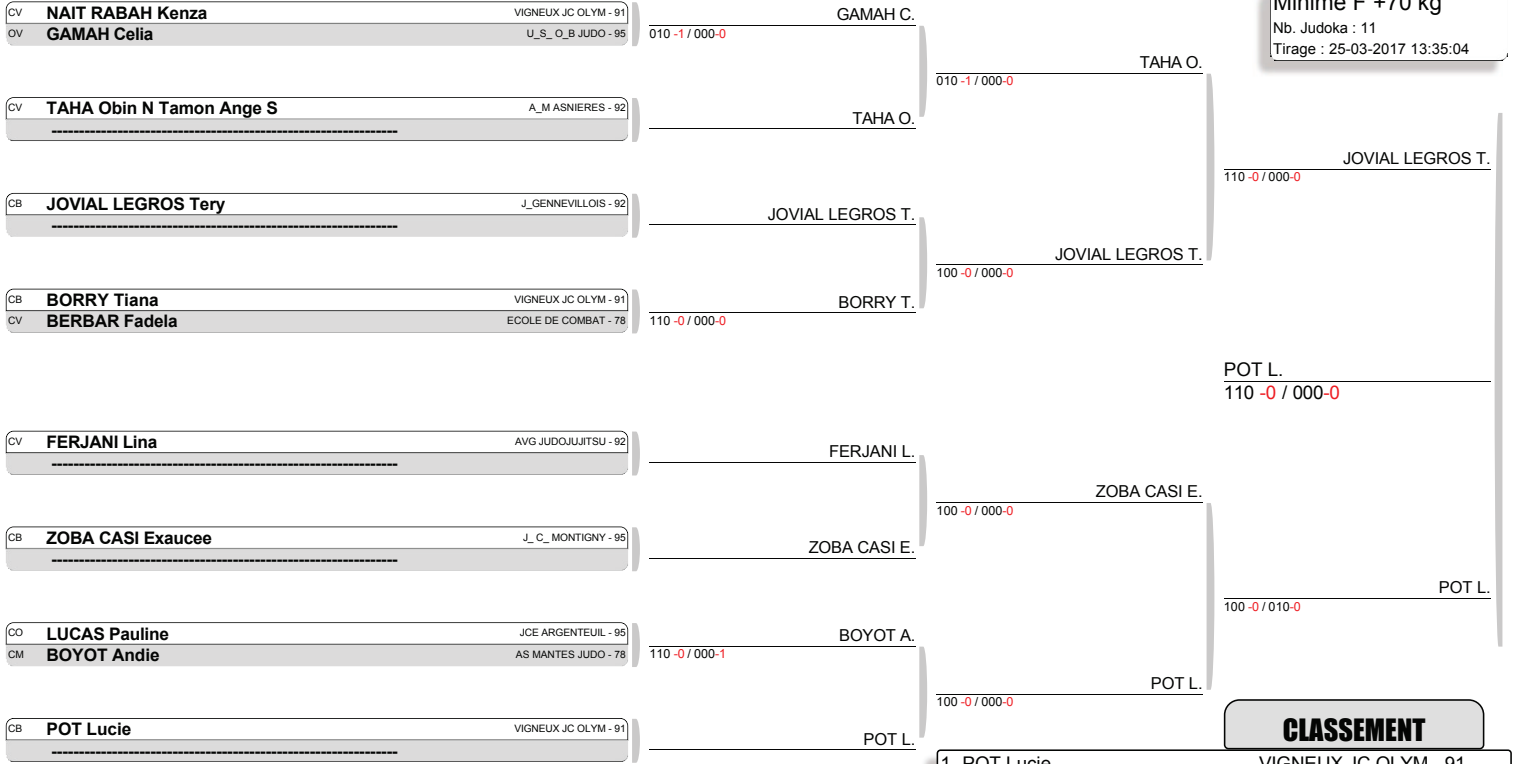 Minime F +70 kg
Nb. Judoka : 11
Tirage : 25-03-2017 13:35:04
CV NAIT RABAH Kenza VIGNEUX JC OLYM - 91
OV GAMAH Celia U_S_ O_B JUDO - 95
GAMAH C.
010 -1 / 000-0
TAHA O.
010 -1 / 000-0
CV TAHA Obin N Tamon Ange S A_M ASNIERES - 92
----------------------------------------------------------------
TAHA O.
JOVIAL LEGROS T.
110 -0 / 000-0
CB JOVIAL LEGROS Tery J_GENNEVILLOIS - 92
----------------------------------------------------------------
JOVIAL LEGROS T.
JOVIAL LEGROS T.
100 -0 / 000-0
CB BORRY Tiana VIGNEUX JC OLYM - 91
CV BERBAR Fadela ECOLE DE COMBAT - 78
BORRY T.
110 -0 / 000-0
POT L.
110 -0 / 000-0
CV FERJANI Lina AVG JUDOJUJITSU - 92
----------------------------------------------------------------
FERJANI L.
ZOBA CASI E.
100 -0 / 000-0
CB ZOBA CASI Exaucee J_ C_ MONTIGNY - 95
----------------------------------------------------------------
ZOBA CASI E.
POT L.
100 -0 / 010-0
CO LUCAS Pauline JCE ARGENTEUIL - 95
CM BOYOT Andie AS MANTES JUDO - 78
BOYOT A.
110 -0 / 000-1
POT L.
100 -0 / 000-0
CB POT Lucie VIGNEUX JC OLYM - 91
----------------------------------------------------------------
POT L.
CLASSEMENT
1 POT Lucie VIGNEUX JC OLYM - 91